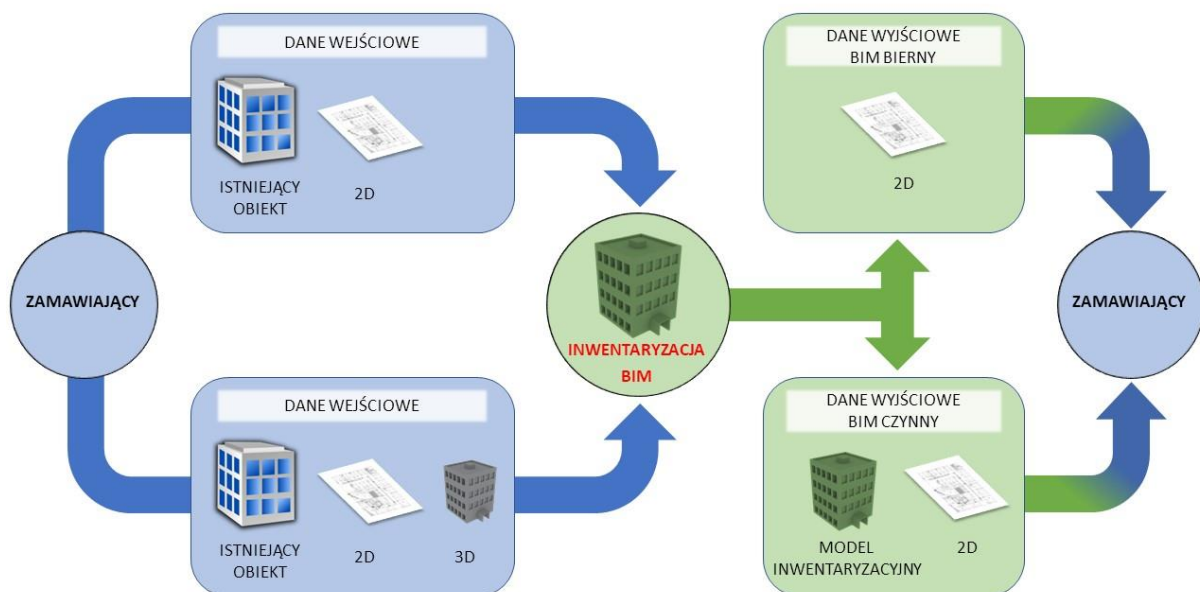 ZAMAWIAJĄCY
DANE WEJŚCIOWE
ISTNIEJĄCY
OBIEKT
2D
DANE WEJŚCIOWE
ISTNIEJĄCY
OBIEKT
2D
3D
INWENTARYZACJA
BIM
DANE WYJŚCIOWE
BIM BIERNY
2D
DANE WYJŚCIOWE
BIM CZYNNY
MODEL
INWENTARYZACYJNY
2D
ZAMAWIAJĄCY